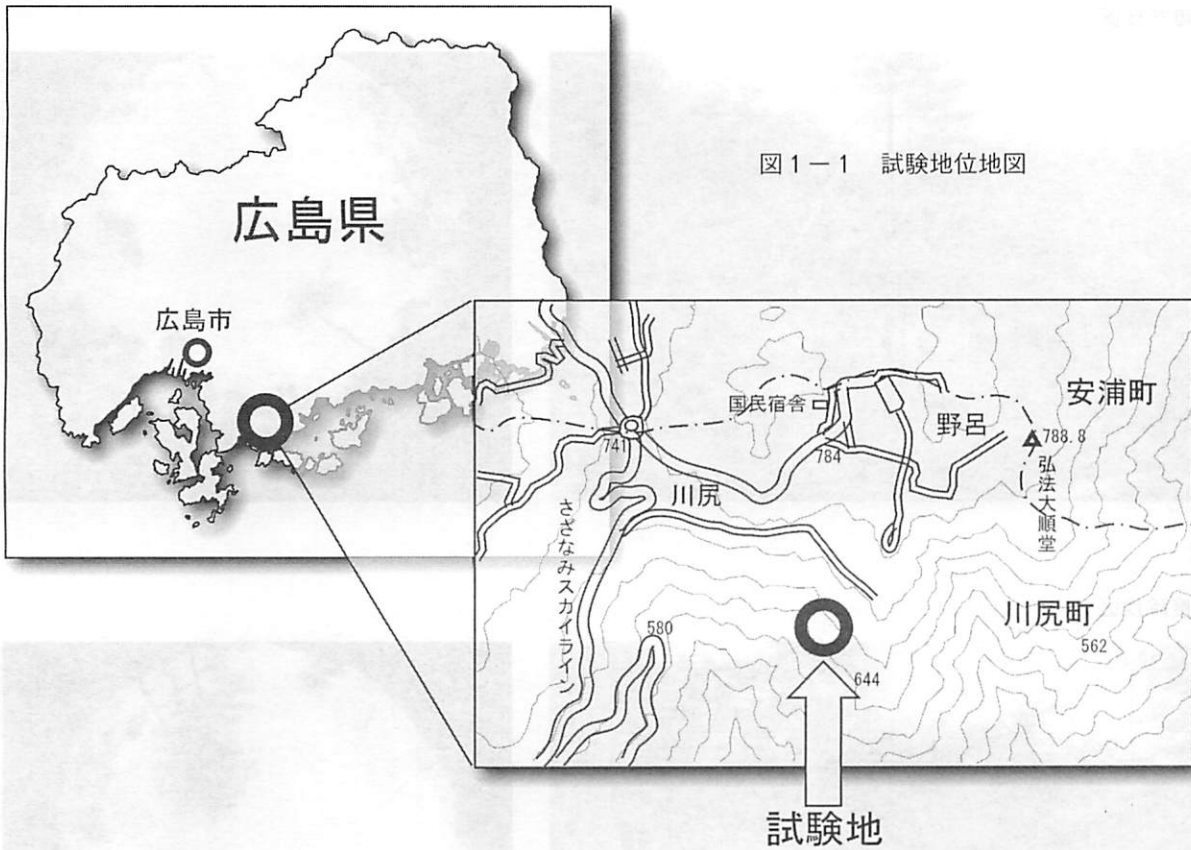 図1－1　試験地位地図
広島県
広島市
安浦町
国民宿舎
野呂
788.8
741
784
川尻
弘法大順堂
さざなみスカイライン
川尻町
580
562
644
試験地